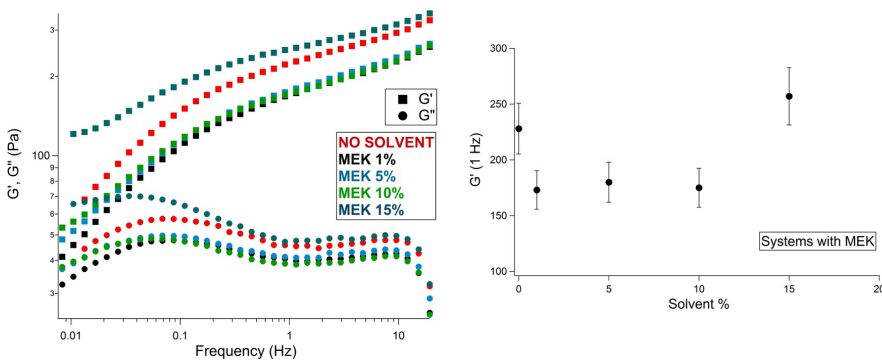 3
2
100
9
8
7
6
5
4
3
G', G" (Pa)
0.01
0.1
1
10
Frequency (Hz)
G'
G"
NO SOLVENT
MEK 1%
MEK 5%
MEK 10%
MEK 15%
300
250
200
150
100
G' (1 Hz)
0
5
10
15
20
Solvent %
Systems with MEK